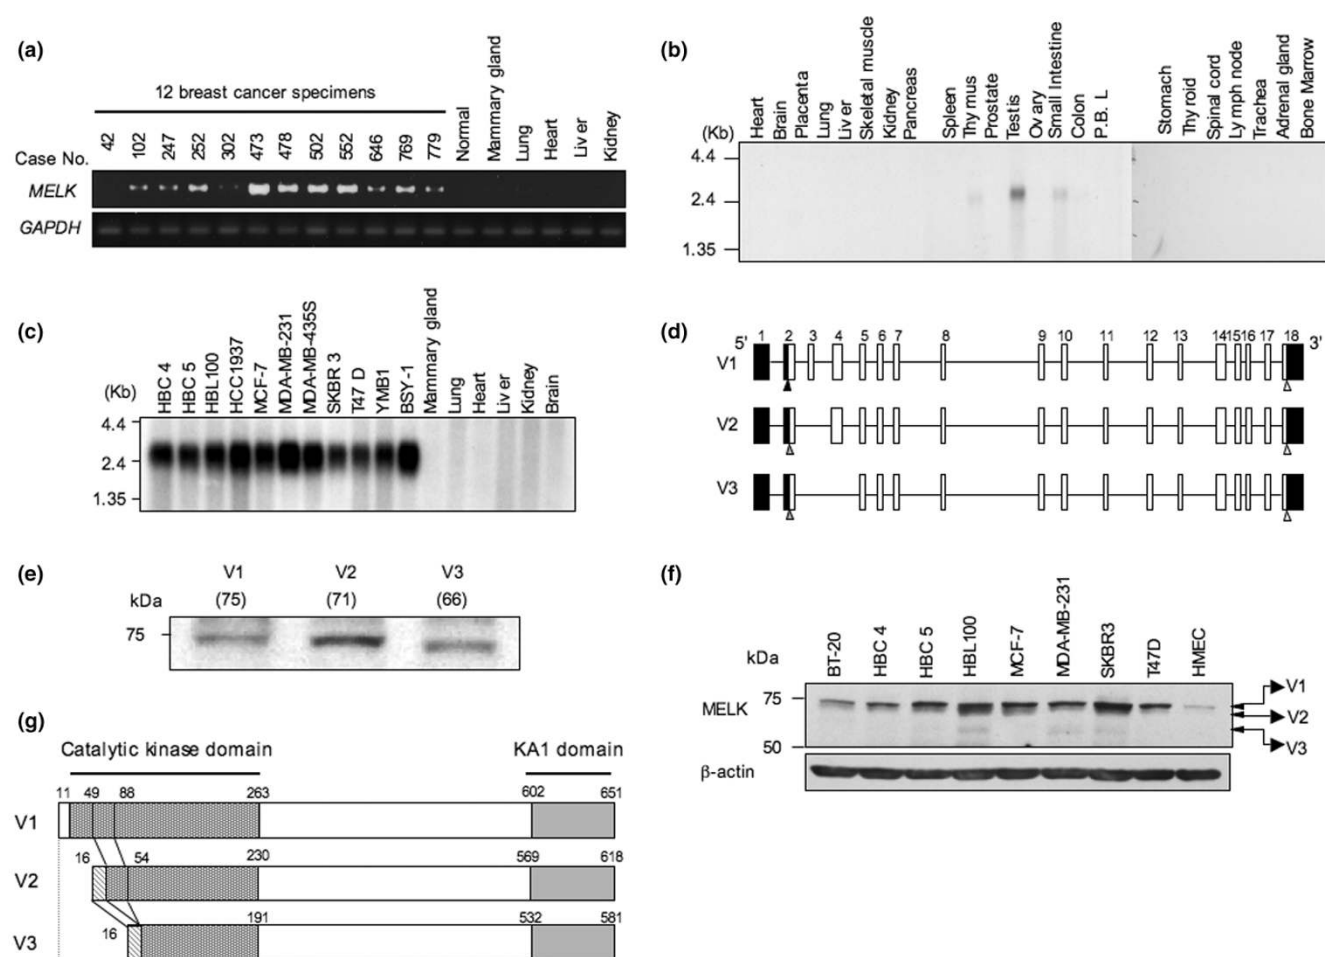 (a)
12 breast cancer specimens
Case No. 42 102 247 252 302 473 478 502 552 646 769 779 Normal Mammary gland Lung Heart Liver Kidney
MELK
GAPDH
(b)
(Kb) Heart Brain Placenta Lung Liver Skeletal muscle Kidney Pancreas Spleen Thymus Prostate Testis Ovary Small Intestine Colon P.B. L Stomach Thyroid Spinal cord Lymph node Trachea Adrenal gland Bone Marrow
4.4
2.4
1.35
(c)
(Kb) HBC 4 HBC 5 HBL100 HCC1937 MCF-7 MDA-MB-231 MDA-MB-435S SKBR 3 T47 D YMB1 BSY-1 Mammary gland Lung Heart Liver Kidney Brain
4.4
2.4
1.35
(d)
1 2 3 4 5 6 7 8 9 10 11 12 13 14 15 16 17 18
5' 3'
V1
V2
V3
(e)
V1 V2 V3
kDa (75) (71) (66)
75
(f)
kDa BT-20 HBC 4 HBC 5 HBL100 MCF-7 MDA-MB-231 SKBR3 T47D HMEC
75
MELK
50
V1
V2
V3
β-actin
(g)
Catalytic kinase domain KA1 domain
11 49 88 263 602 651
V1
16 54 230 569 618
V2
191 532 581
16
V3